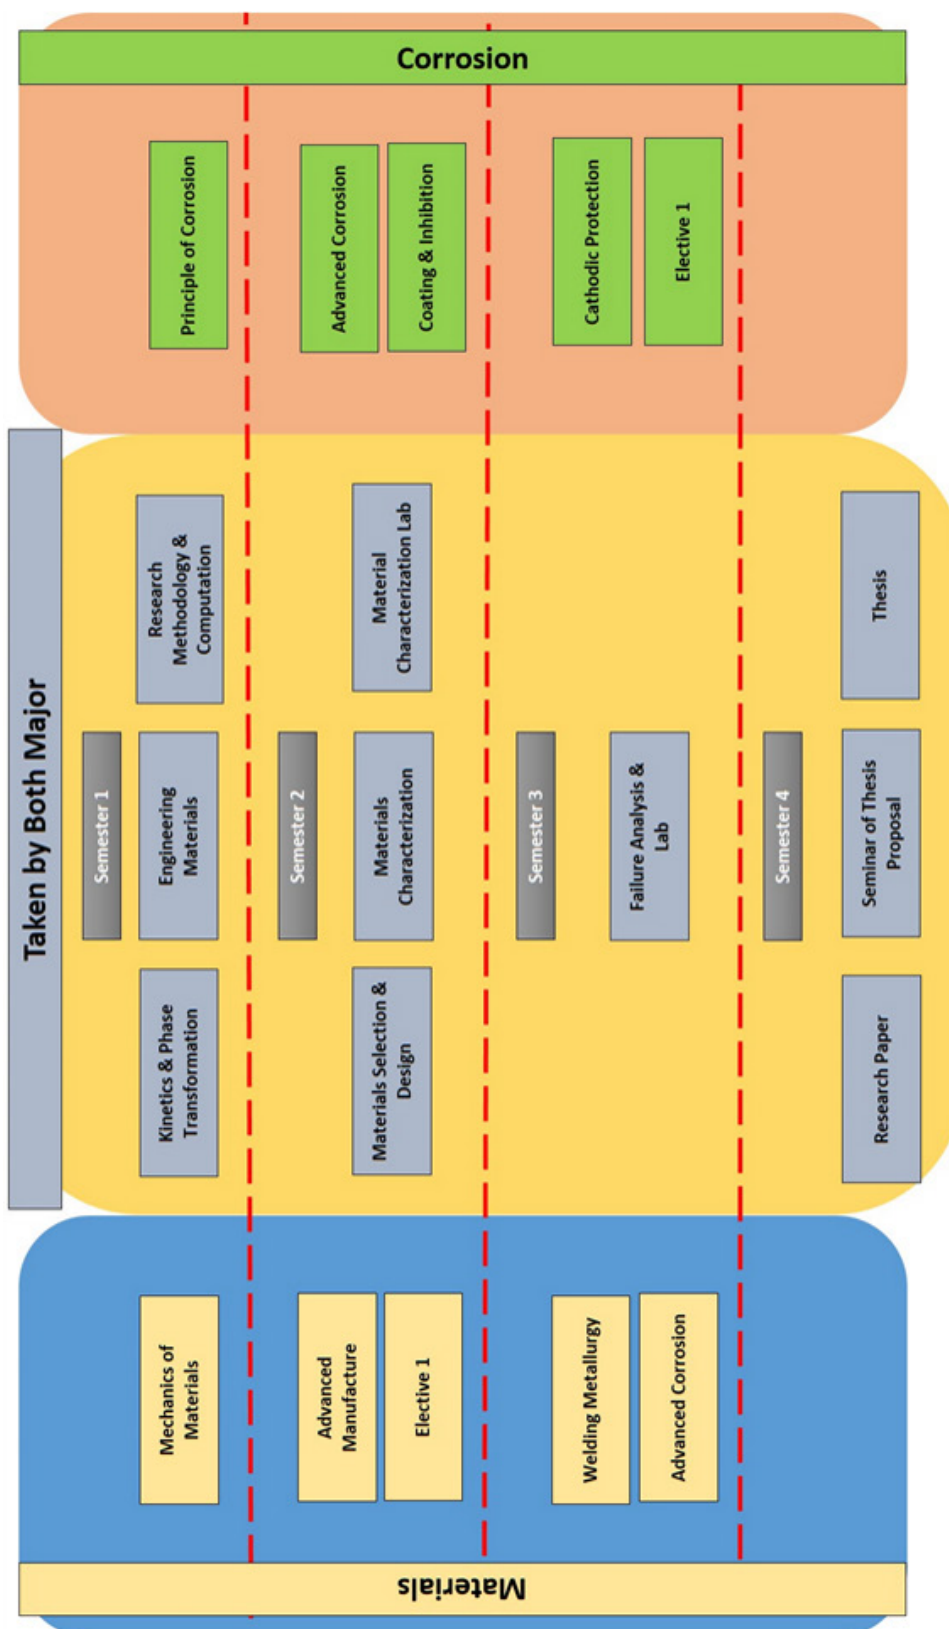 Taken by Both Major
Materials
Corrosion
Semester 1
Mechanics of
Materials
Kinetics & Phase
Transformation
Engineering
Materials
Research
Methodology &
Computation
Principle of Corrosion
Semester 2
Advanced
Manufacture
Elective 1
Materials Selection &
Design
Materials
Characterization
Material
Characterization Lab
Advanced Corrosion
Coating & Inhibition
Semester 3
Welding Metallurgy
Advanced Corrosion
Failure Analysis &
Lab
Cathodic Protection
Elective 1
Semester 4
Research Paper
Seminar of Thesis
Proposal
Thesis